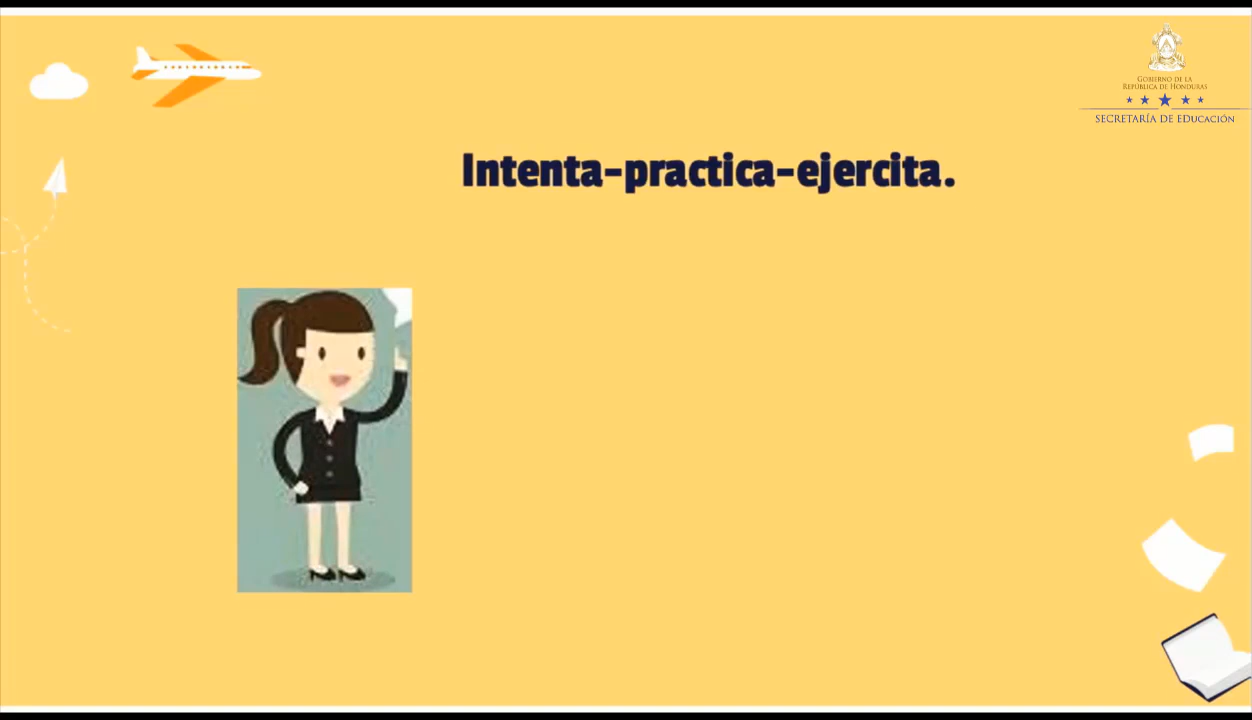 GOBIERNO DE LA
REPÚBLICA DE HONDURAS
SECRETARÍA DE EDUCACIÓN
Intenta-practica-ejercita.